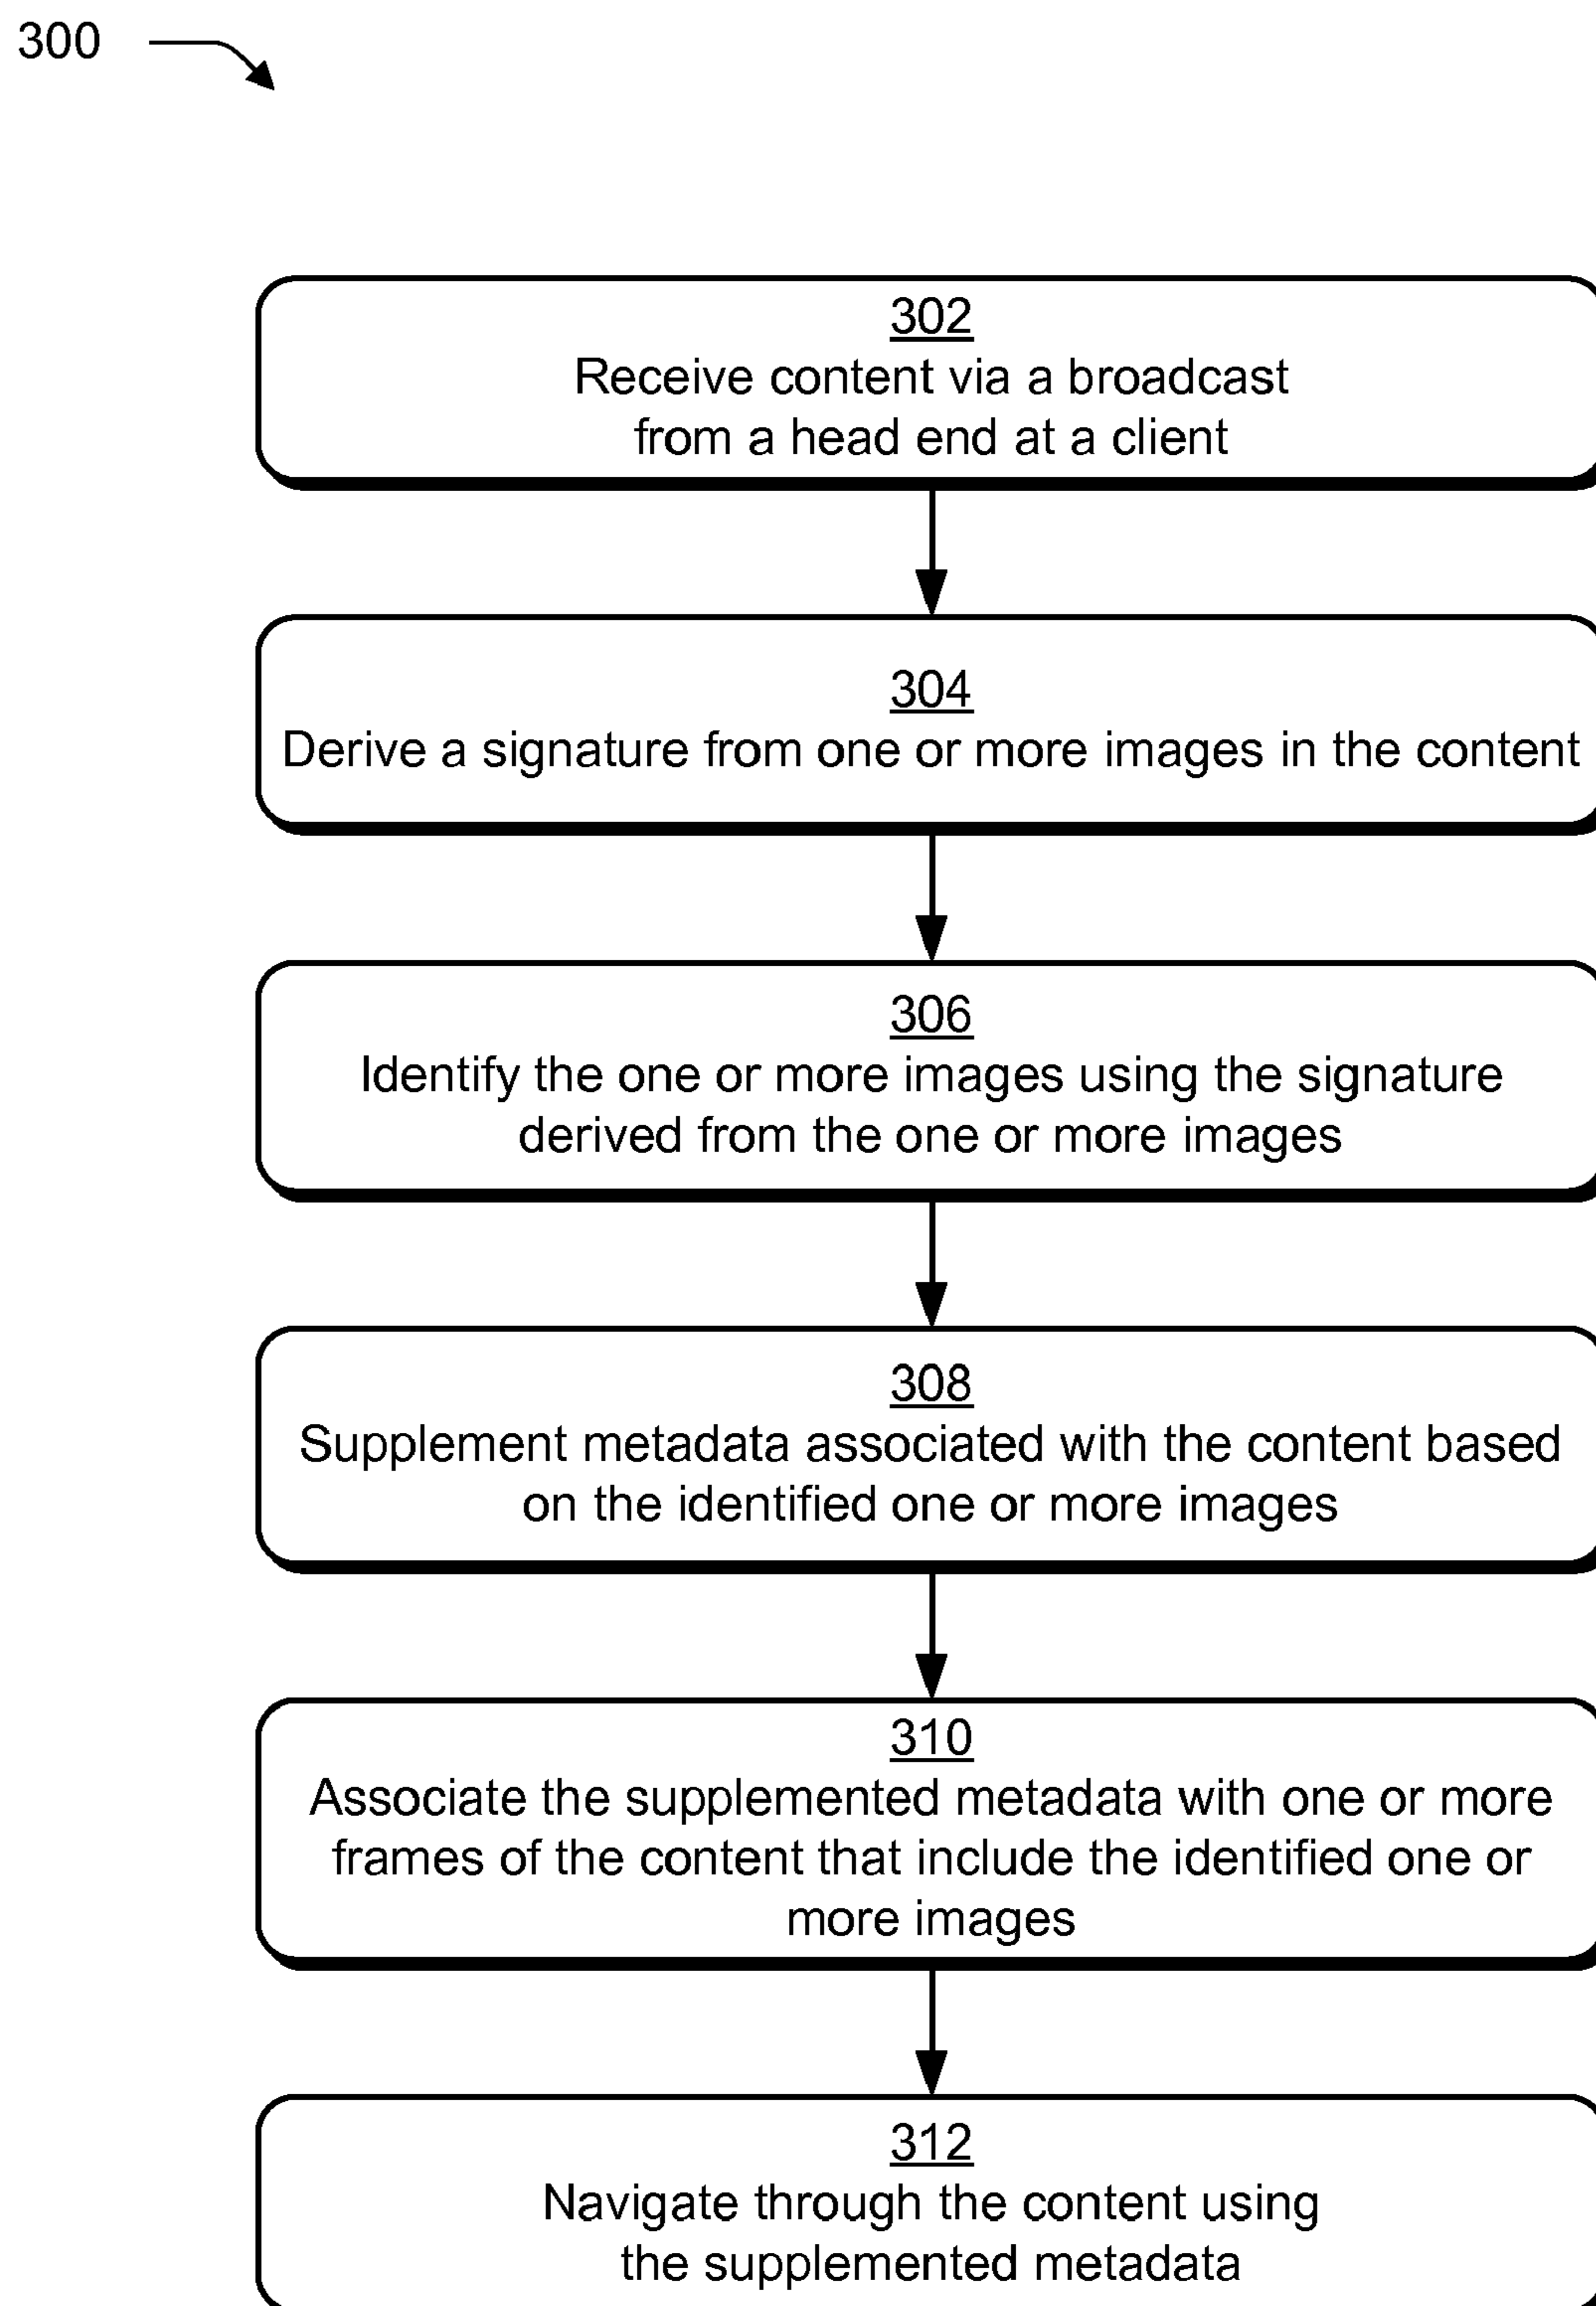 300
302
Receive content via a broadcast
from a head end at a client
304
Derive a signature from one or more images in the content
306
Identify the one or more images using the signature
derived from the one or more images
308
Supplement metadata associated with the content based
on the identified one or more images
310
Associate the supplemented metadata with one or more
frames of the content that include the identified one or
more images
312
Navigate through the content using
the supplemented metadata